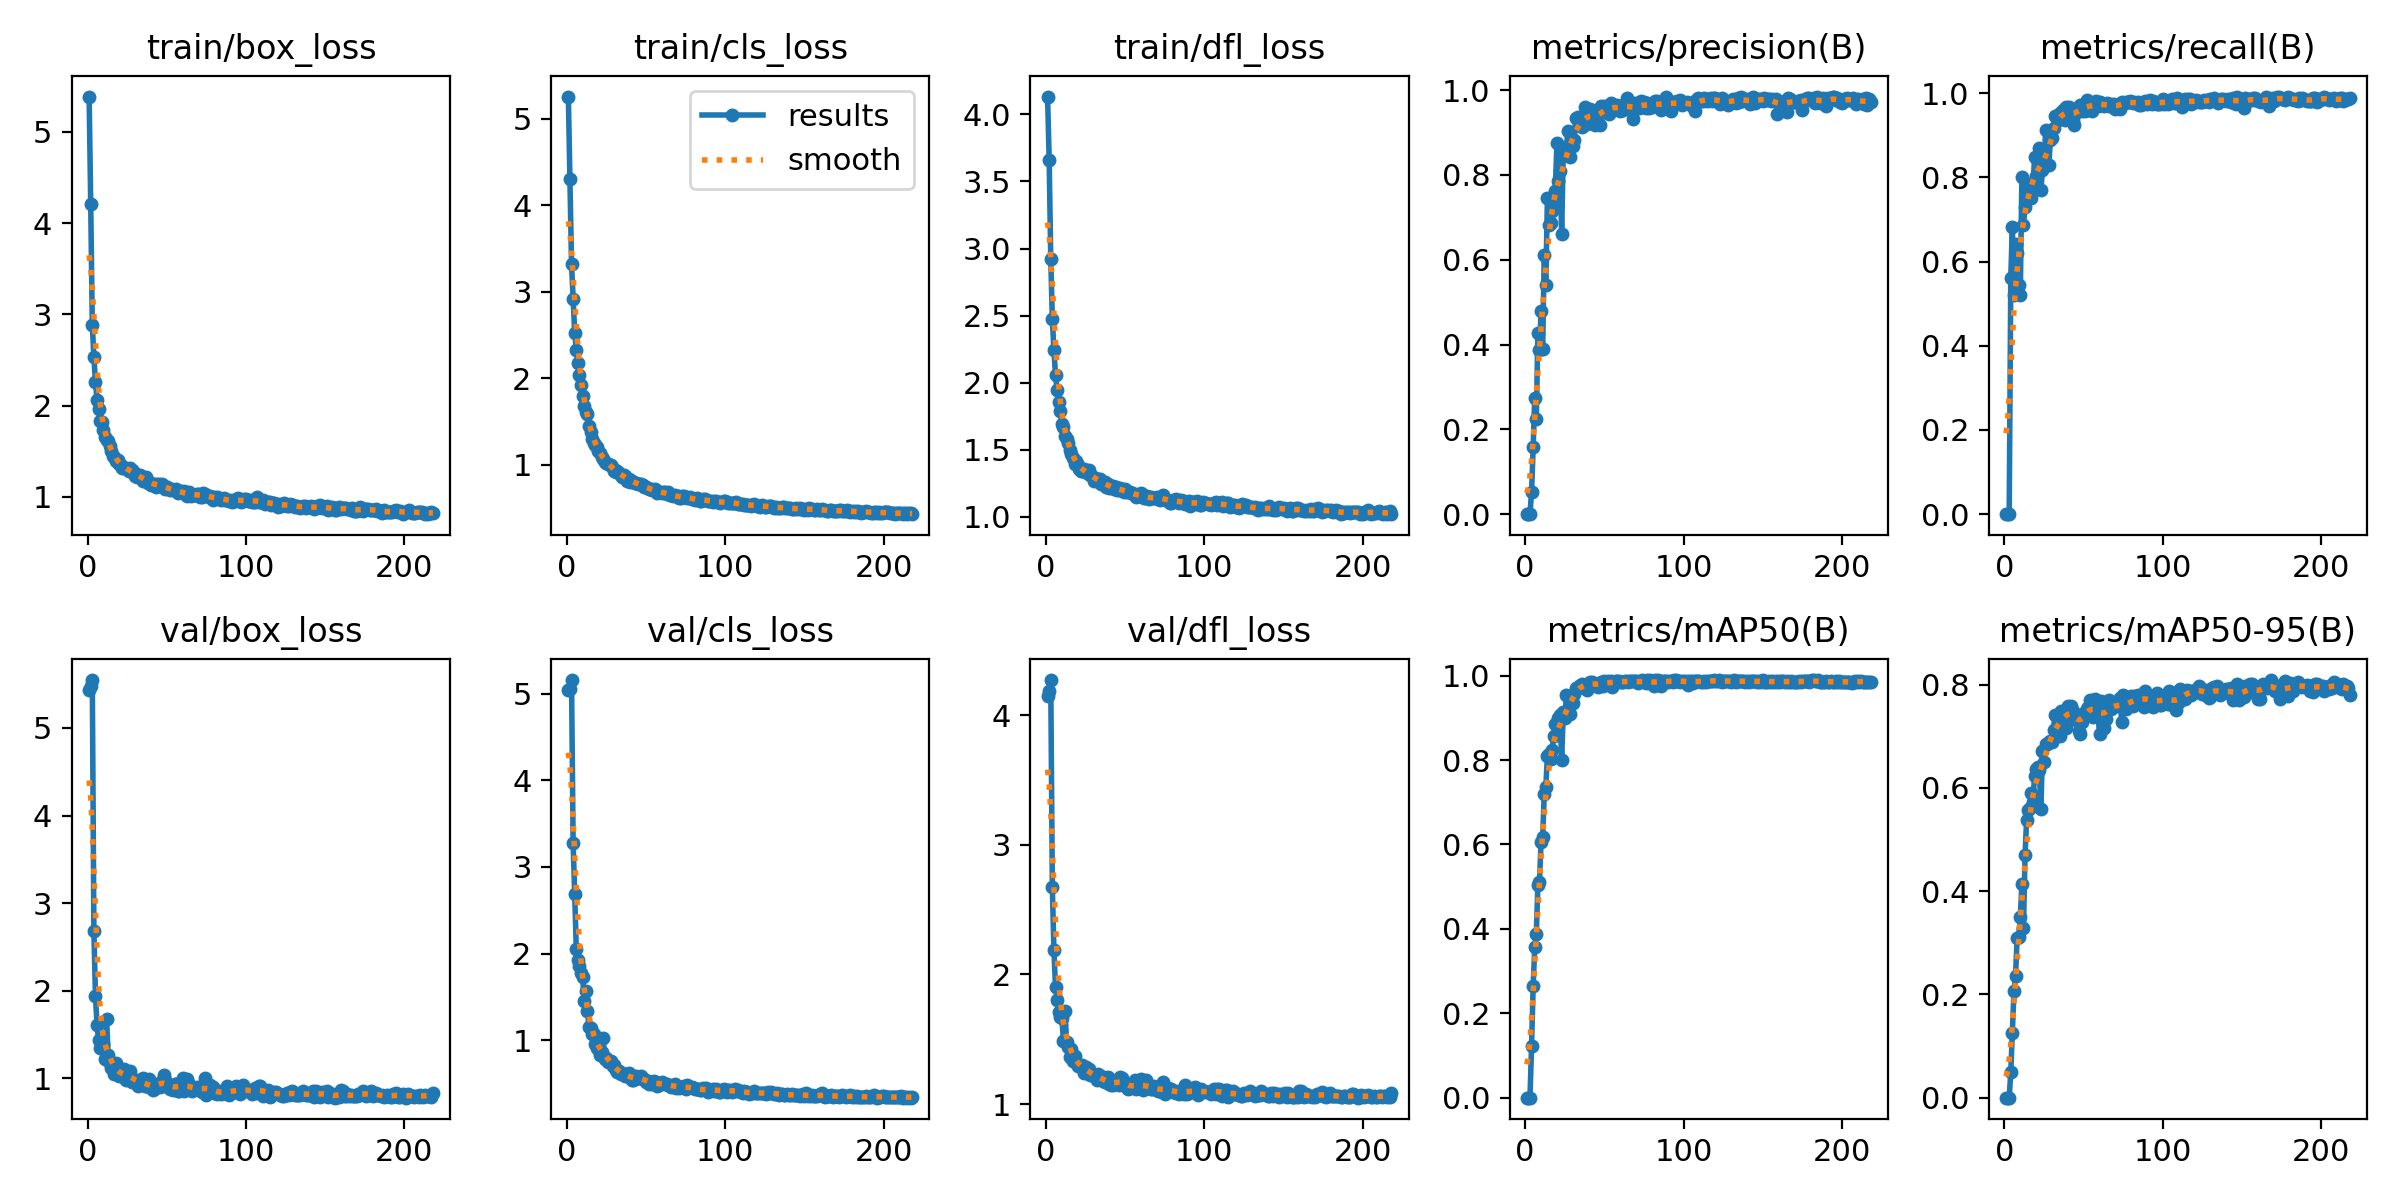 train/box_loss
5
4
3
2
1
0 100 200
train/cls_loss
results
smooth
5
4
3
2
1
0 100 200
train/dfl_loss
4.0
3.5
3.0
2.5
2.0
1.5
1.0
0 100 200
metrics/precision(B)
1.0
0.8
0.6
0.4
0.2
0.0
0 100 200
metrics/recall(B)
1.0
0.8
0.6
0.4
0.2
0.0
0 100 200
val/box_loss
5
4
3
2
1
0 100 200
val/cls_loss
5
4
3
2
1
0 100 200
val/dfl_loss
4
3
2
1
0 100 200
metrics/mAP50(B)
1.0
0.8
0.6
0.4
0.2
0.0
0 100 200
metrics/mAP50-95(B)
0.8
0.6
0.4
0.2
0.0
0 100 200